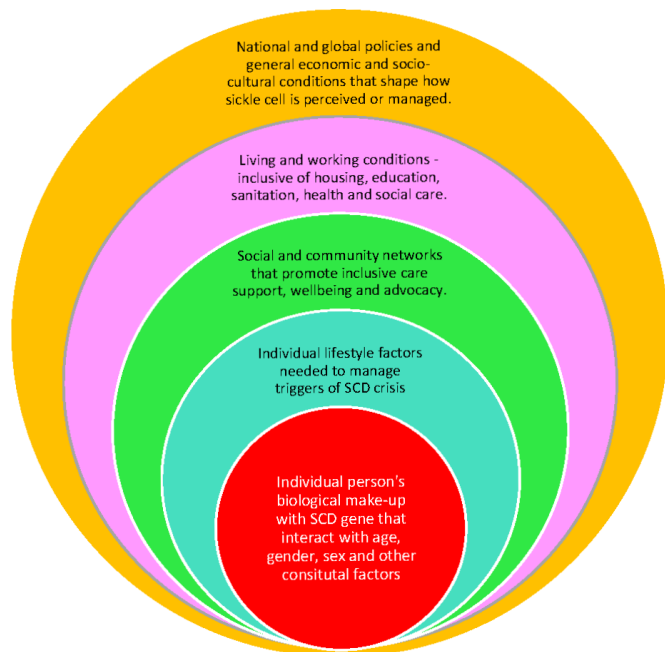 National and global policies and
general economic and socio-
cultural conditions that shape how
sickle cell is perceived or managed.
Living and working conditions -
inclusive of housing, education,
sanitation, health and social care.
Social and community networks
that promote inclusive care
support, wellbeing and advocacy.
Individual lifestyle factors
needed to manage
triggers of SCD crisis
Individual person's
biological make-up
with SCD gene that
interact with age,
gender, sex and other
consitutal factors